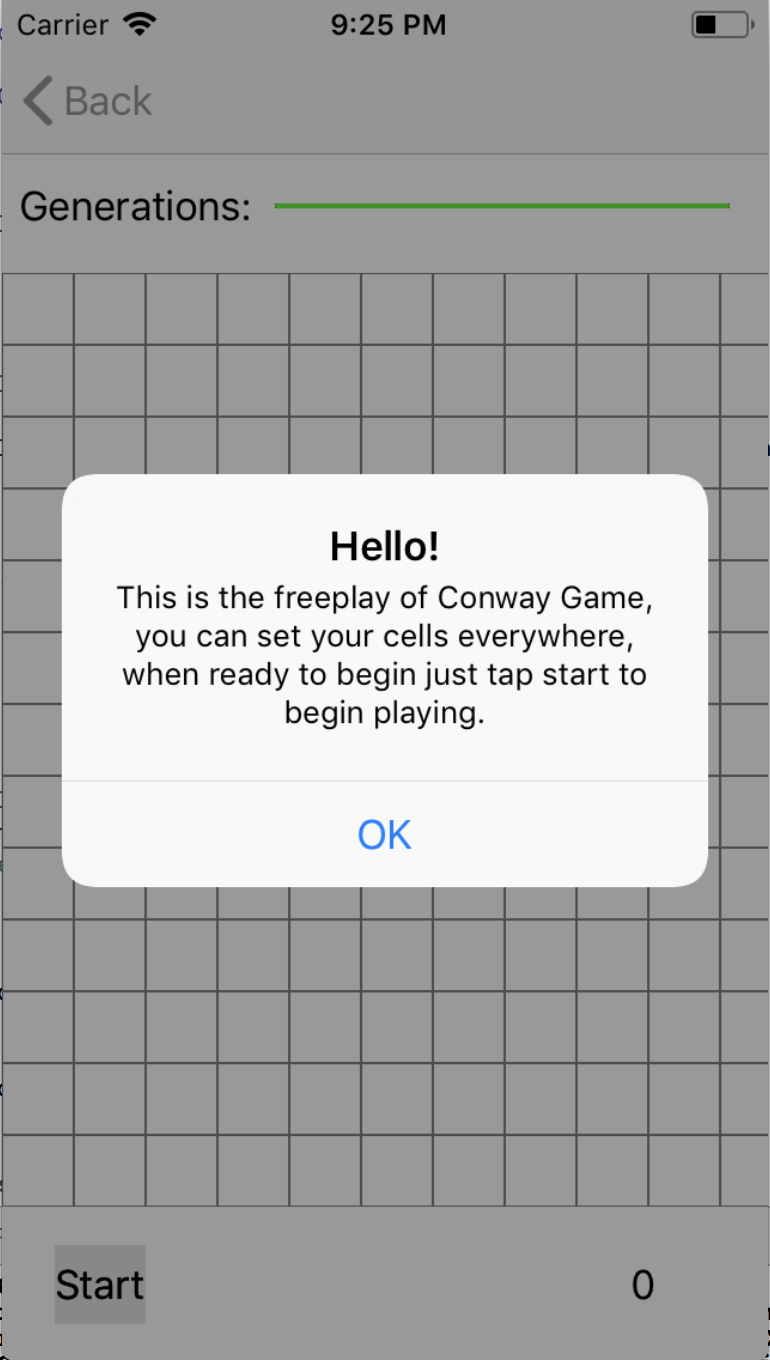 Carrier 9:25 PM
Back
Generations:
Hello!
This is the freeplay of Conway Game,
you can set your cells everywhere,
when ready to begin just tap start to
begin playing.
OK
Start 0